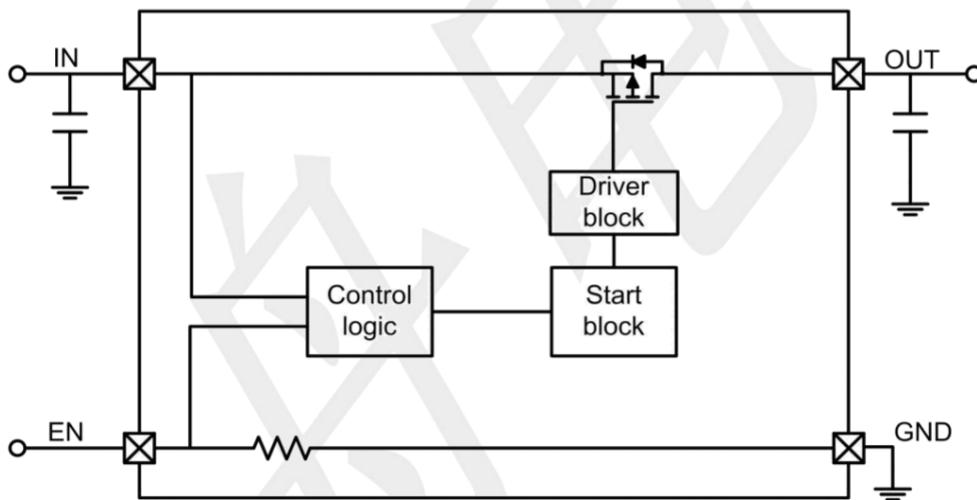 IN
OUT
Driver
block
Control
logic
Start
block
EN
GND